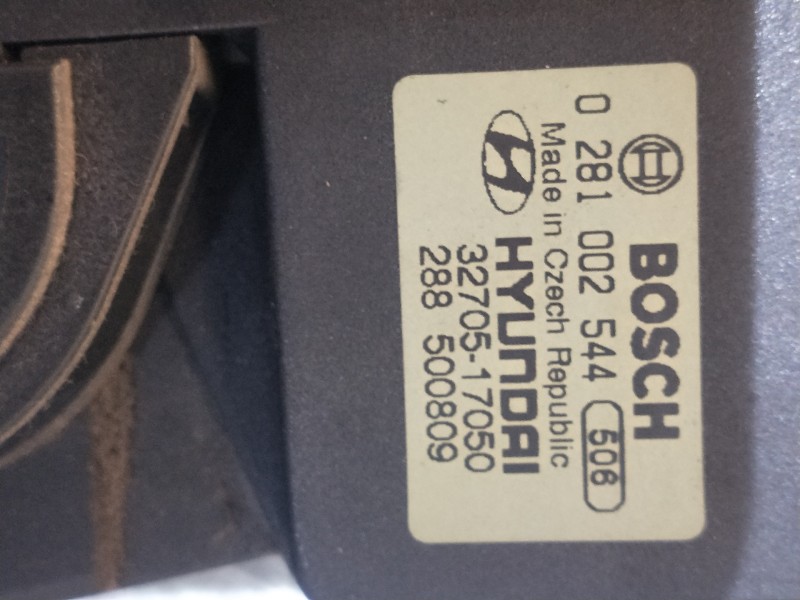 BOSCH
0 281 002 544 506
Made in Czech Republic
HYUNDAI
32705-17050
288 500809